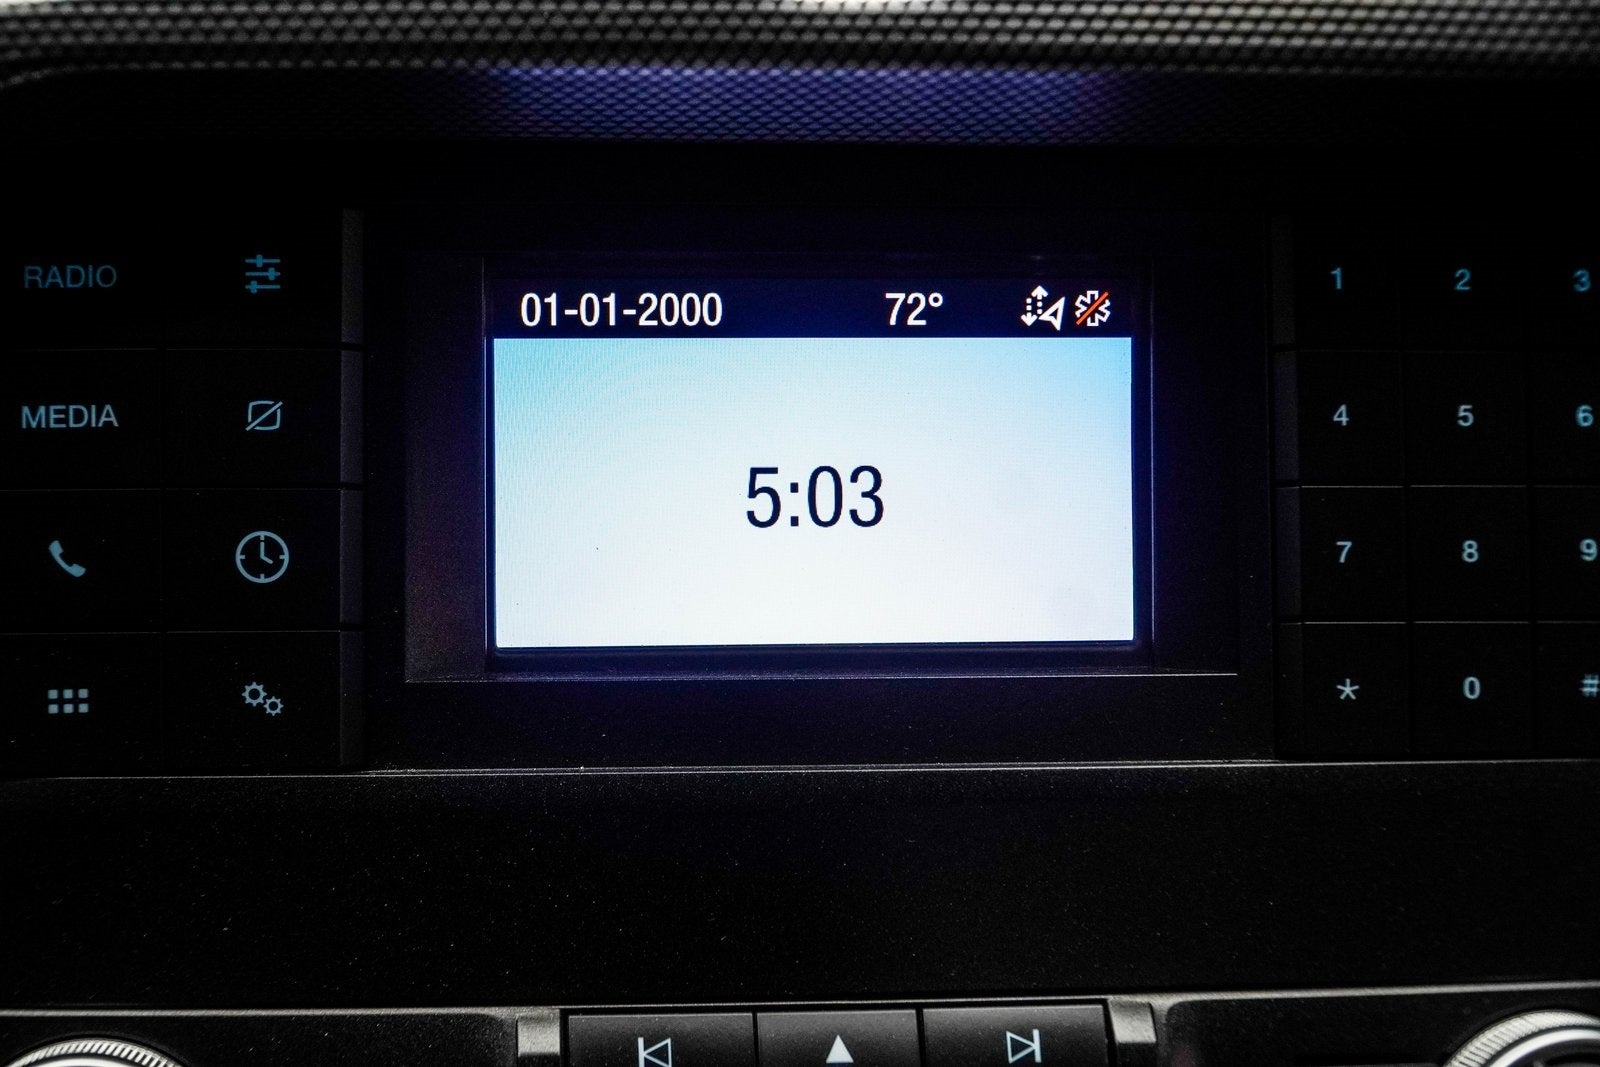 RADIO
01-01-2000 72°
1 2 3
MEDIA
4 5 6
5:03
7 8 9
* 0 #